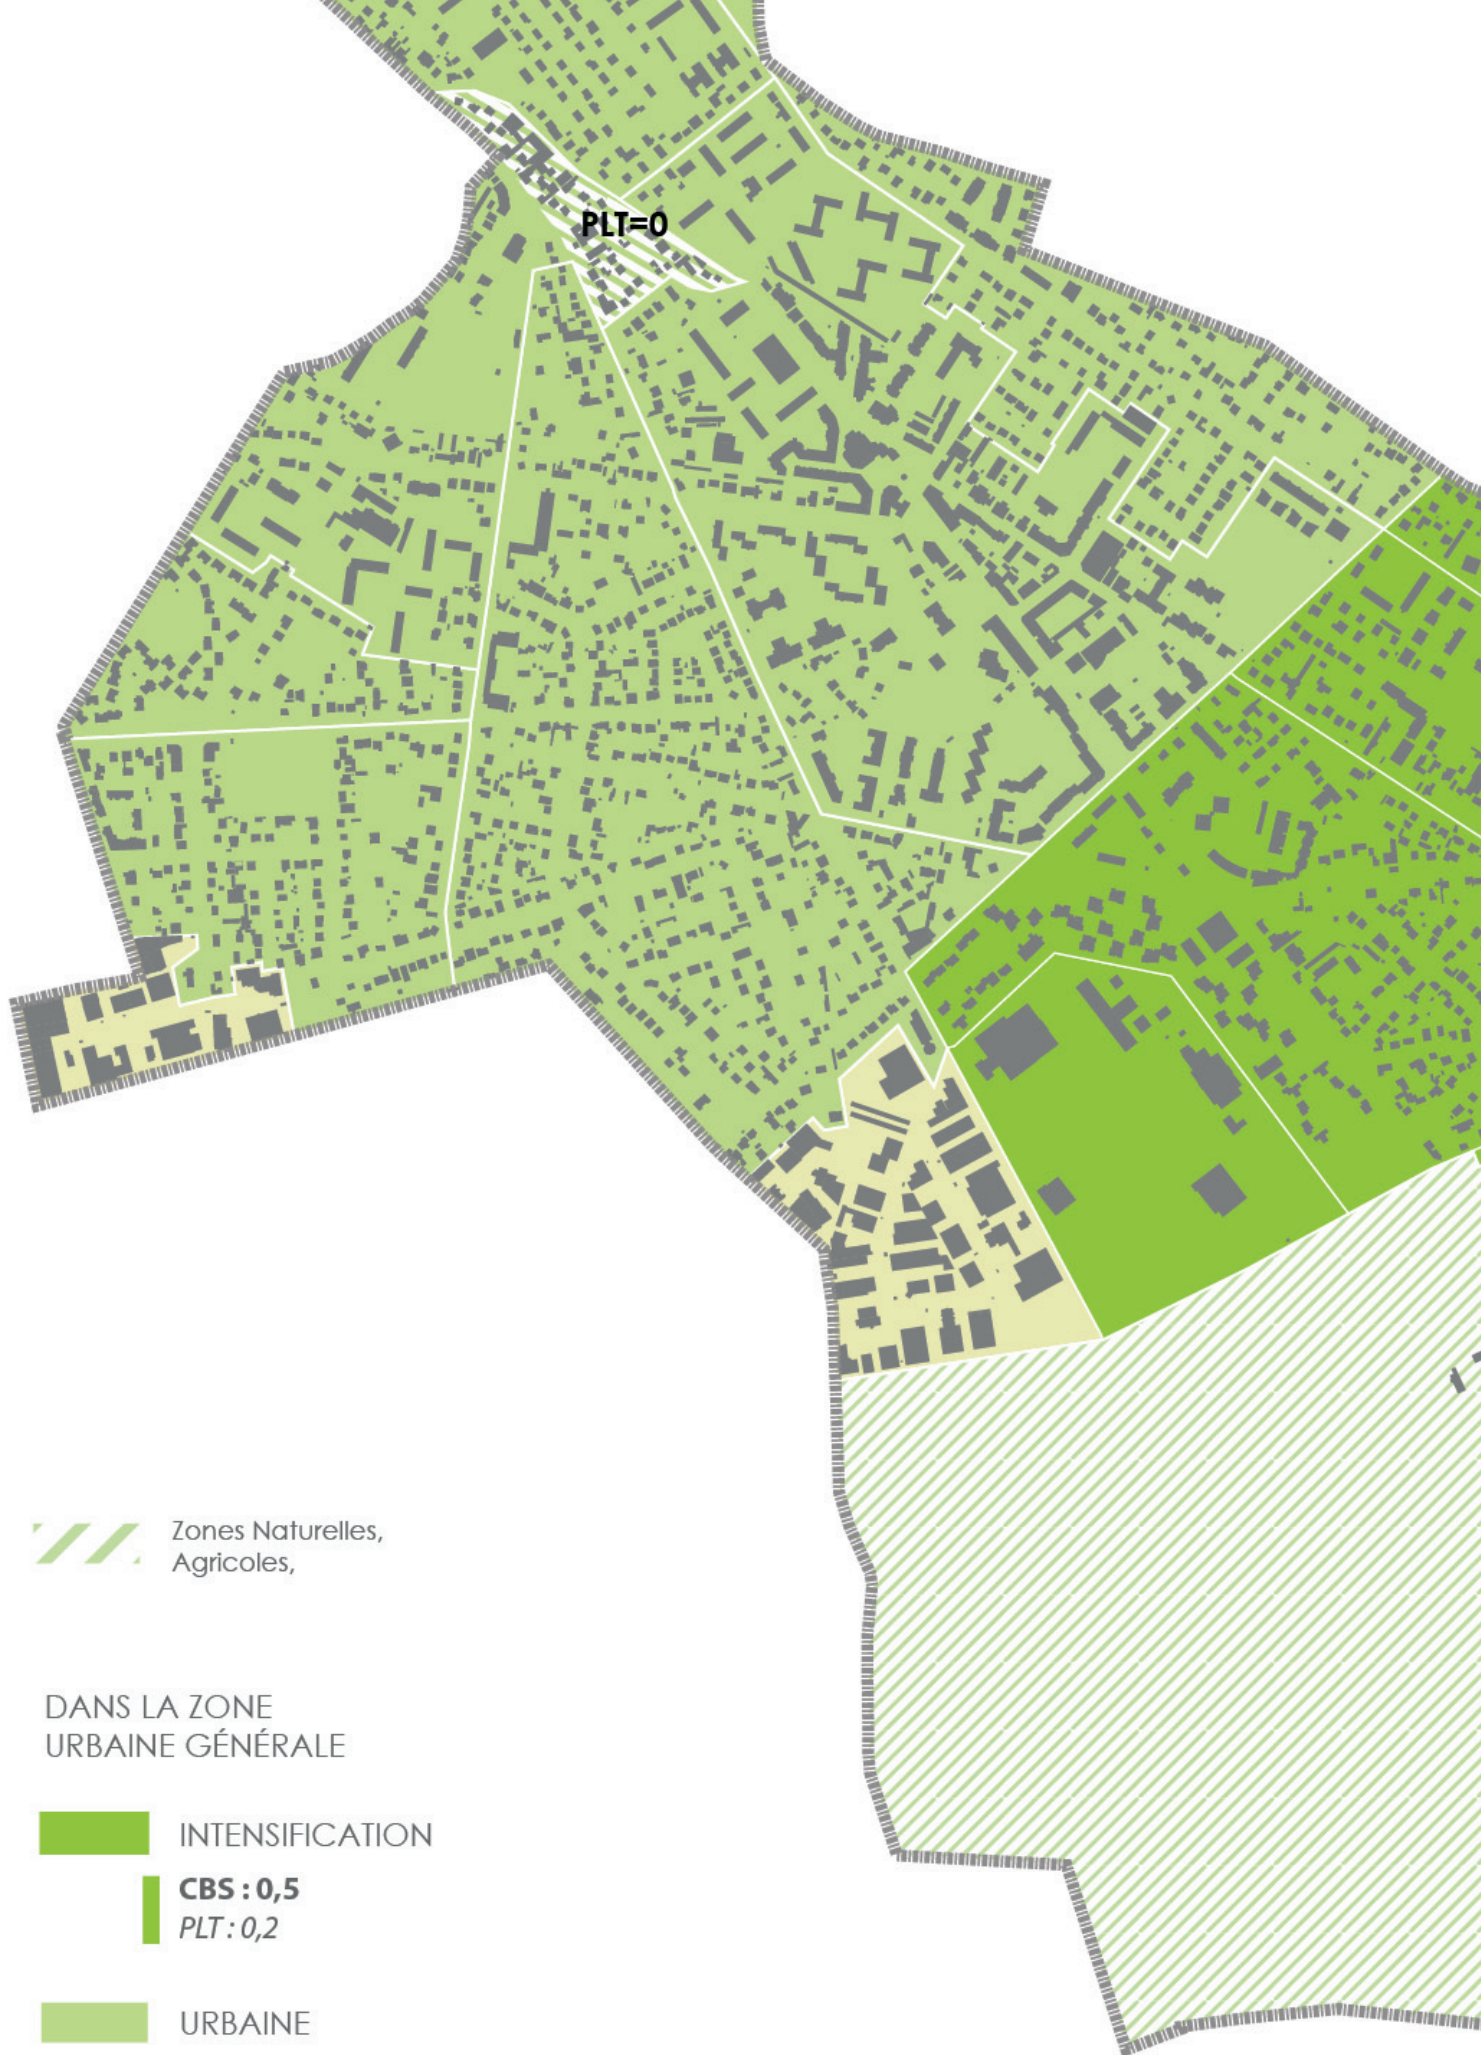 PLT=0
Zones Naturelles,
Agricoles,
DANS LA ZONE
URBAINE GÉNÉRALE
INTENSIFICATION
CBS : 0,5
PLT : 0,2
URBAINE